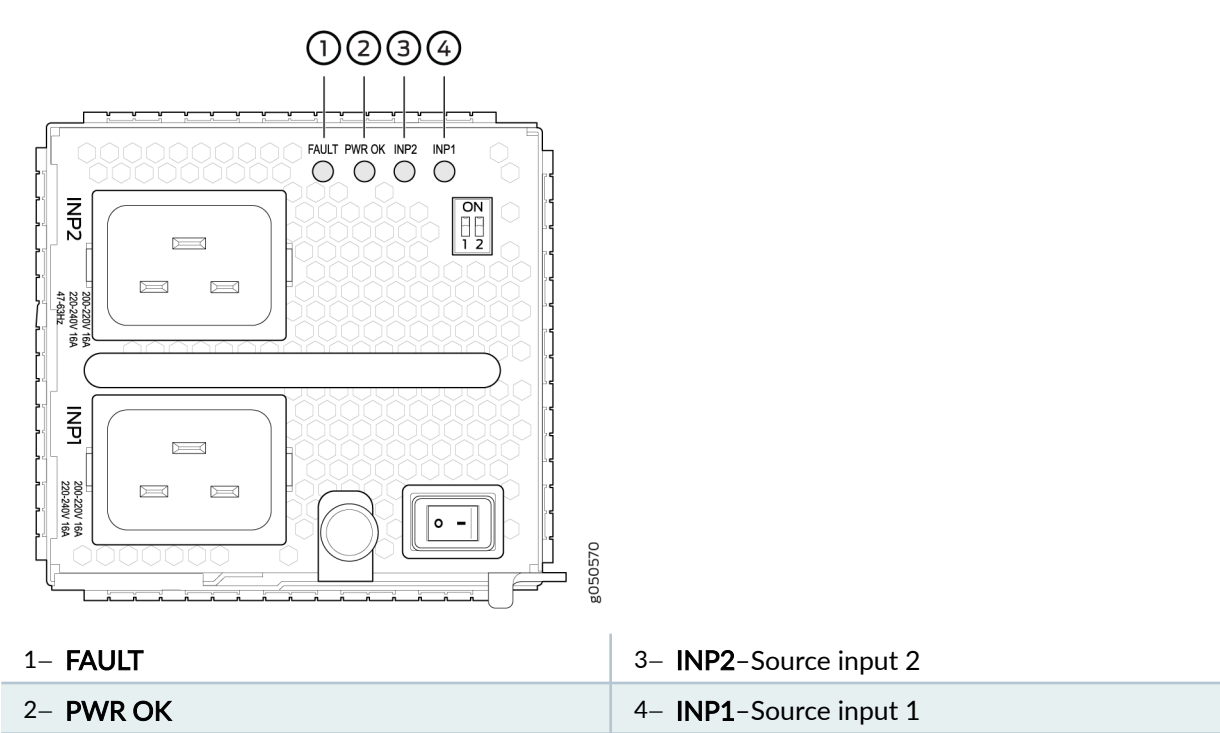 1 2 3 4
FAULT PWR OK INP2 INP1
ON
1 2
INP2
200-220V 16A
220-240V 16A
47-63Hz
INP1
200-220V 16A
220-240V 16A
O –
g050570
1– FAULT
3– INP2–Source input 2
2– PWR OK
4– INP1–Source input 1